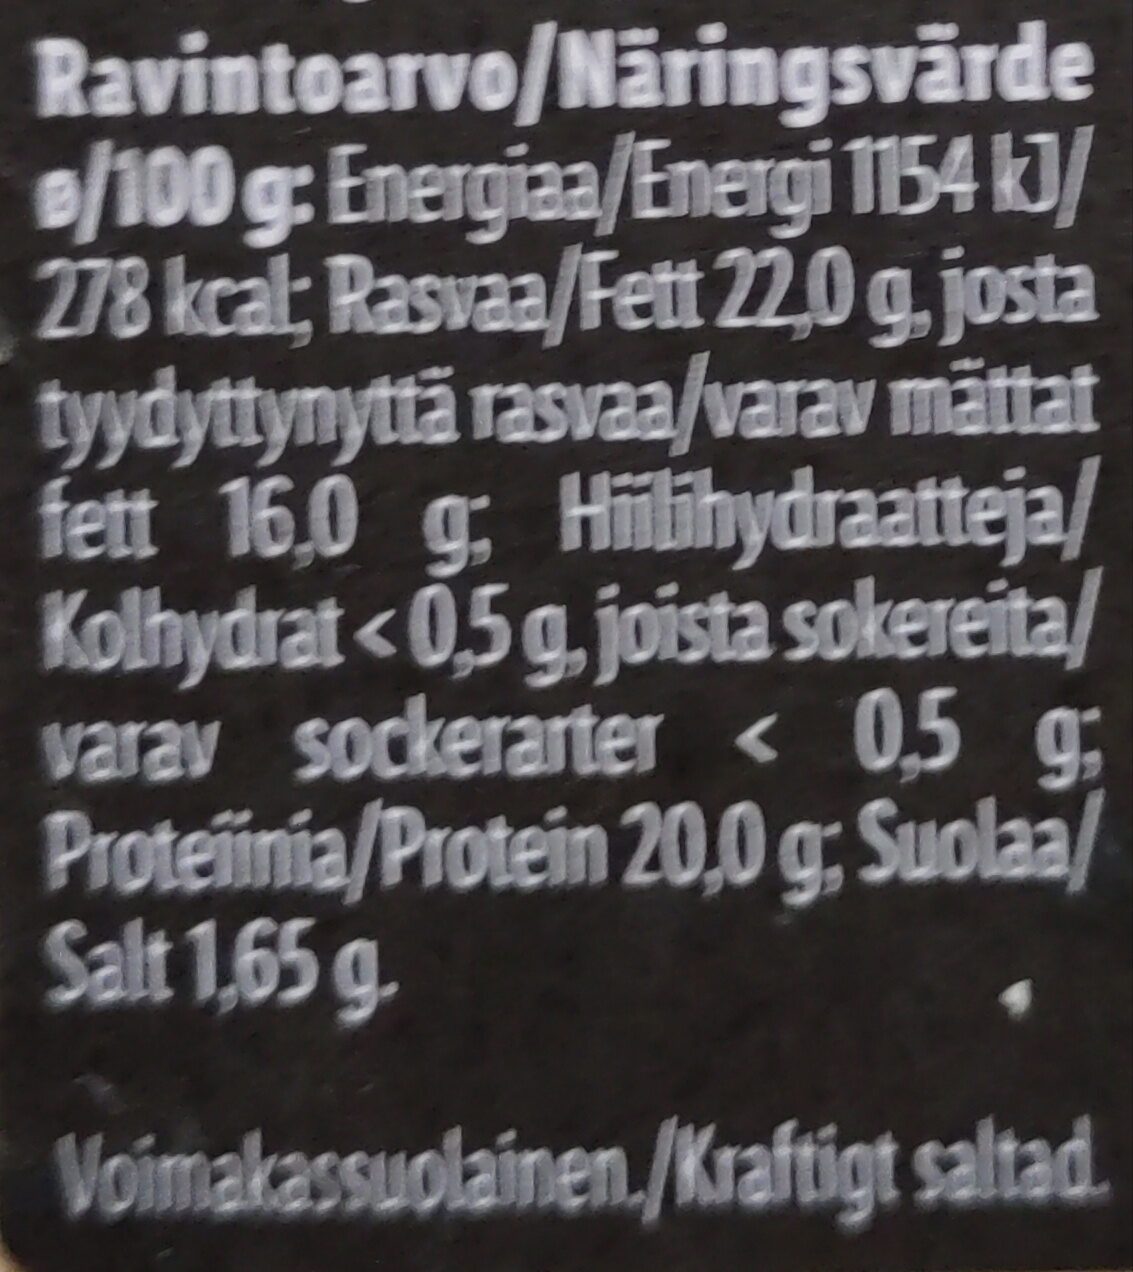 Ravintoarvo/Näringsvärde
ø/100 g: Energiaa/Energi 1154 kJ/
278 kcal; Rasvaa/Fett 22,0 g, josta
tyydyttynyttä rasvaa/varav mättat
fett 16,0 g; Hiilihydraatteja/
Kolhydrat < 0,5 g, joista sokereita/
varav sockerarter < 0,5 g;
Proteiinia/Protein 20,0 g; Suolaa/
Salt 1,65 g.
Voimakassuolainen./Kraftigt saltad.